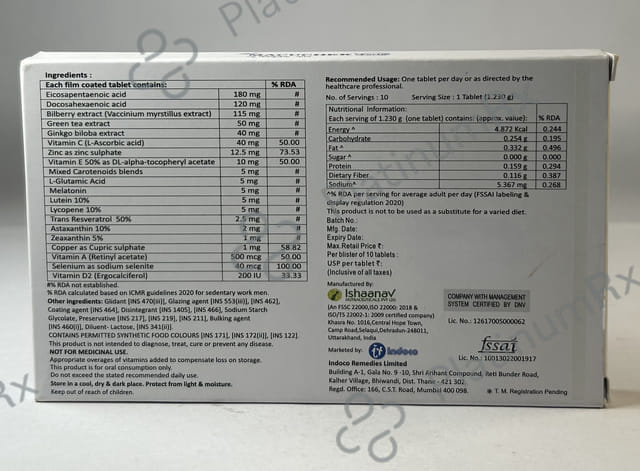 Ingredients :
Each film coated tablet contains: % RDA
Eicosapentaenoic acid 180 mg #
Docosahexaenoic acid 120 mg #
Bilberry extract (Vaccinium myrstillus extract) 115 mg #
Green tea extract 50 mg #
Ginkgo biloba extract 40 mg #
Vitamin C (L-Ascorbic acid) 40 mg 50.00
Zinc as zinc sulphate 12.5 mg 73.53
Vitamin E 50% as DL-alpha-tocopheryl acetate 10 mg 50.00
Mixed Carotenoids blends 5 mg #
L-Glutamic Acid 5 mg #
Melatonin 5 mg #
Lutein 10% 5 mg #
Lycopene 10% 5 mg #
Trans Resveratrol 50% 2.5 mg #
Astaxanthin 10% 2 mg #
Zeaxanthin 5% 1 mg #
Copper as Cupric sulphate 1 mg 58.82
Vitamin A (Retinyl acetate) 500 mcg 50.00
Selenium as sodium selenite 40 mcg 100.00
Vitamin D2 (Ergocalciferol) 200 IU 33.33
#% RDA not established.
% RDA calculated based on ICMR guidelines 2020 for sedentary work men.
Other ingredients: Glidant [INS 470(iii)], Glazing agent [INS 553(iii)], [INS 462],
Coating agent [INS 464], Disintegrant [INS 1405], [INS 466], Sodium Starch
Glycolate, Preservative [INS 217], [INS 219], [INS 211], Bulking agent
[INS 460(i)], Diluent- Lactose, [INS 341(ii)].
CONTAINS PERMITTED SYNTHETIC FOOD COLOURS [INS 171], [INS 172(ii)], [INS 122].
This product is not intended to diagnose, treat, cure or prevent any disease.
NOT FOR MEDICINAL USE.
Appropriate overages of vitamins added to compensate loss on storage.
This product is for oral consumption only.
Do not exceed the stated recommended daily use.
Store in a cool, dry & dark place. Protect from light & moisture.
Keep out of reach of children.
Recommended Usage: One tablet per day or as directed by the
healthcare professional.
No. of Servings : 10 Serving Size : 1 Tablet (1.230 g)
Nutritional Information:
Each serving of 1.230 g (one tablet) contains: (approx. value): % RDA
Energy ^ 4.872 Kcal 0.244
Carbohydrate 0.254 g 0.195
Fat ^ 0.332 g 0.496
Sugar ^ 0.000 g 0.000
Protein 0.159 g 0.294
Dietary Fiber 0.116 g 0.387
Sodium^ 5.367 mg 0.268
^% RDA per serving for average adult per day (FSSAI labeling &
display regulation 2020)
This product is not to be used as a substitute for a varied diet.
Batch No.:
Mfg. Date:
Expiry Date:
Max.Retail Price ₹:
Per blister of 10 tablets :
USP per tablet ₹:
(Inclusive of all taxes)
Manufactured By:
Ishaanav
NUTRACEUTICALS PVT LTD
(An FSSC 22000,ISO 22000: 2018 &
ISO/TS 22002-1: 2009 certified company)
Khasra No. 1016,Central Hope Town,
Camp Road,Selaqui,Dehradun-248011,
Uttarakhand, India
COMPANY WITH MANAGEMENT
SYSTEM CERTIFIED BY DNV
Lic. No.: 12617005000062
fssai
Lic. No.: 10013022001917
Marketed by: Indoco
Indoco Remedies Limited
Building A-1, Gala No. 9 -10, Shri Arihant Compound, Reti Bunder Road,
Kalher Village, Bhiwandi, Dist. Thane - 421 302.
Regd. Office: 166, C.S.T. Road, Mumbai 400 098. * T. M. Registration Pending
PlatinumRx
PlatinumRx
Platin
Rx